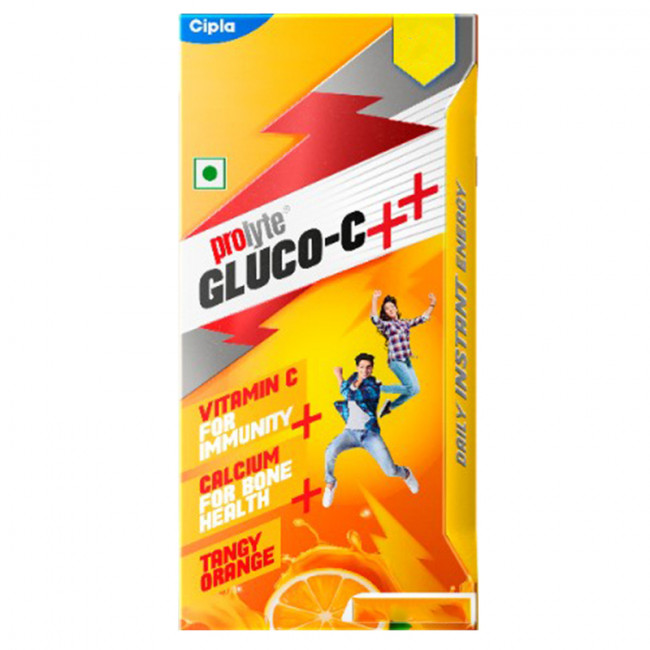 Cipla
prolyte®
GLUCO-C++
VITAMIN C
FOR
IMMUNITY+
CALCIUM
FOR BONE
HEALTH +
TANGY
ORANGE
DAILY INSTANT ENERGY